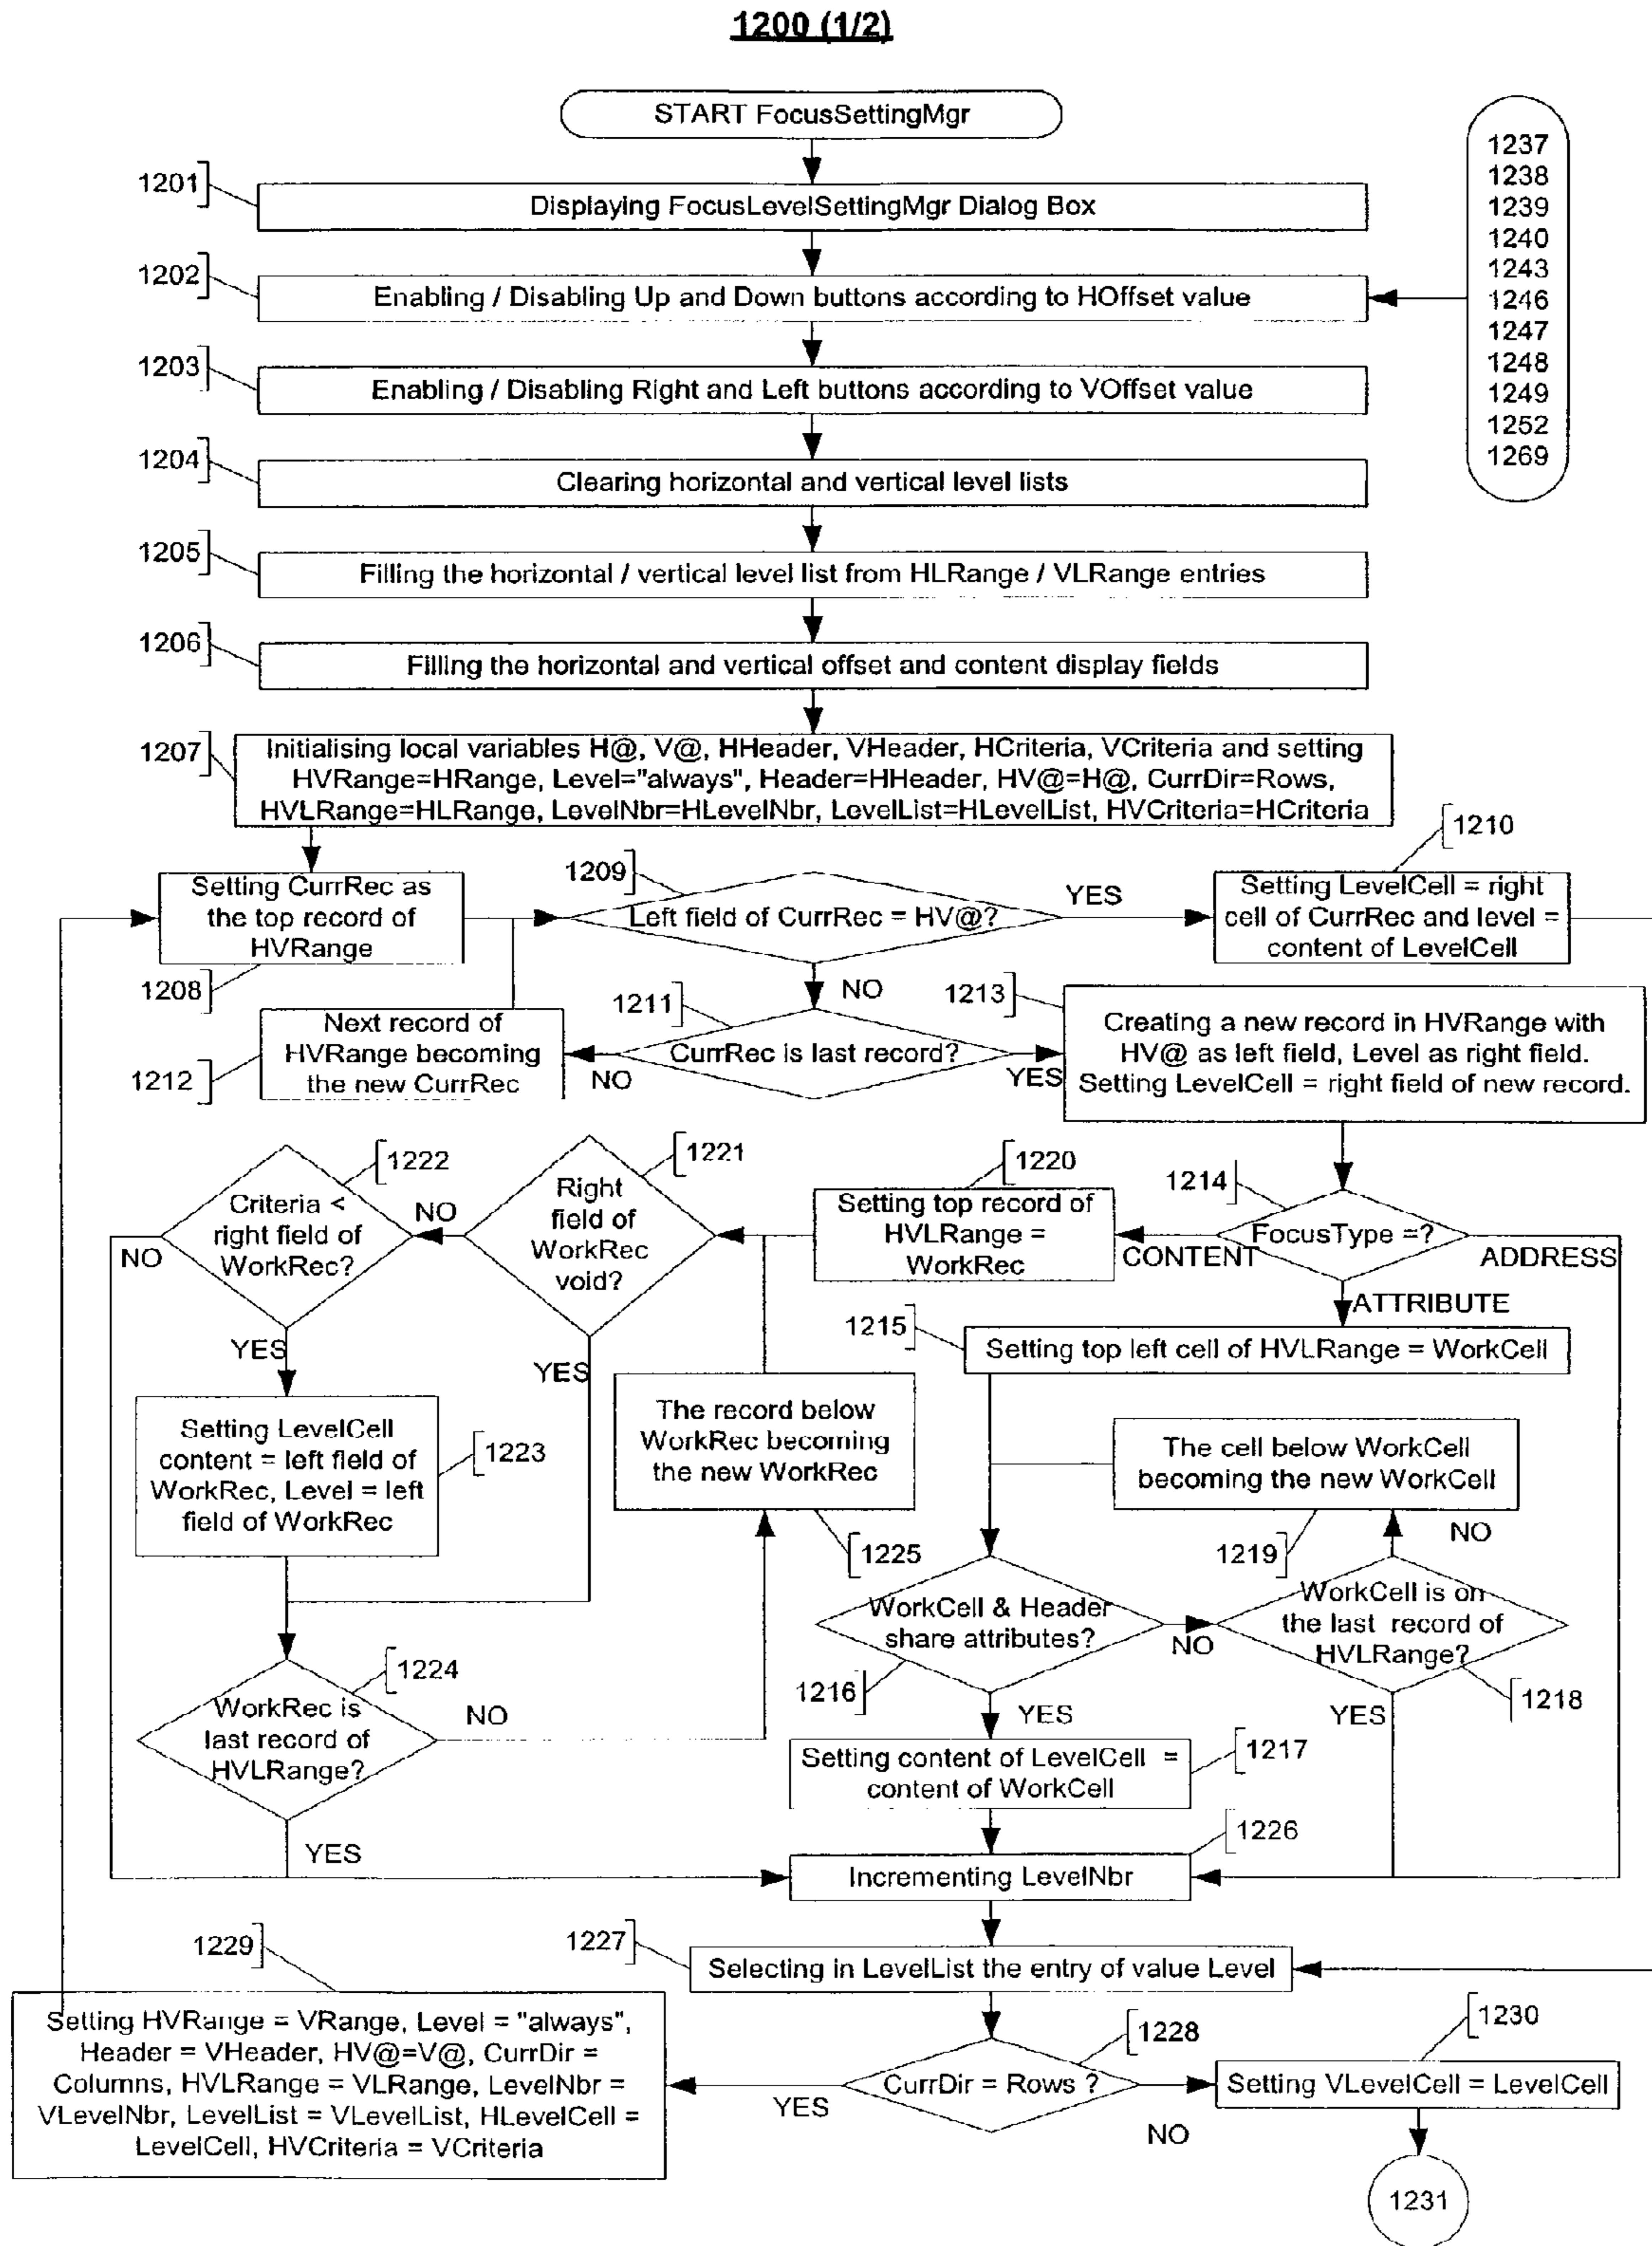 1200 (1/2)
START FocusSettingMgr
1237
1238
1239
1240
1243
1246
1247
1248
1249
1252
1269
1201
Displaying FocusLevelSettingMgr Dialog Box
1202
Enabling / Disabling Up and Down buttons according to HOffset value
1203
Enabling / Disabling Right and Left buttons according to VOffset value
1204
Clearing horizontal and vertical level lists
1205
Filling the horizontal / vertical level list from HLRange / VLRange entries
1206
Filling the horizontal and vertical offset and content display fields
1207
Initialising local variables H@, V@, HHeader, VHeader, HCriteria, VCriteria and setting
HVRange=HRange, Level="always", Header=HHeader, HV@=H@, CurrDir=Rows,
HVLRange=HLRange, LevelNbr=HLevelNbr, LevelList=HLevelList, HVCriteria=HCriteria
Setting CurrRec as
the top record of
HVRange
1208
1209
Left field of CurrRec = HV@?
YES
NO
1210
Setting LevelCell = right
cell of CurrRec and level =
content of LevelCell
1211
CurrRec is last record?
NO
YES
1212
Next record of
HVRange becoming
the new CurrRec
1213
Creating a new record in HVRange with
HV@ as left field, Level as right field.
Setting LevelCell = right field of new record.
1214
FocusType =?
CONTENT
ADDRESS
ATTRIBUTE
1220
Setting top record of
HVLRange =
WorkRec
1221
Right
field of
WorkRec
void?
NO
YES
1222
Criteria <
right field of
WorkRec?
NO
YES
1215
Setting top left cell of HVLRange = WorkCell
1223
Setting LevelCell
content = left field of
WorkRec, Level = left
field of WorkRec
1225
The record below
WorkRec becoming
the new WorkRec
1219
The cell below WorkCell
becoming the new WorkCell
NO
1216
WorkCell & Header
share attributes?
NO
YES
1218
WorkCell is on
the last record of
HVLRange?
YES
1224
WorkRec is
last record of
HVLRange?
NO
YES
1217
Setting content of LevelCell =
content of WorkCell
1226
Incrementing LevelNbr
1227
Selecting in LevelList the entry of value Level
1228
CurrDir = Rows ?
YES
NO
1229
Setting HVRange = VRange, Level = "always",
Header = VHeader, HV@=V@, CurrDir =
Columns, HVLRange = VLRange, LevelNbr =
VLevelNbr, LevelList = VLevelList, HLevelCell =
LevelCell, HVCriteria = VCriteria
1230
Setting VLevelCell = LevelCell
1231